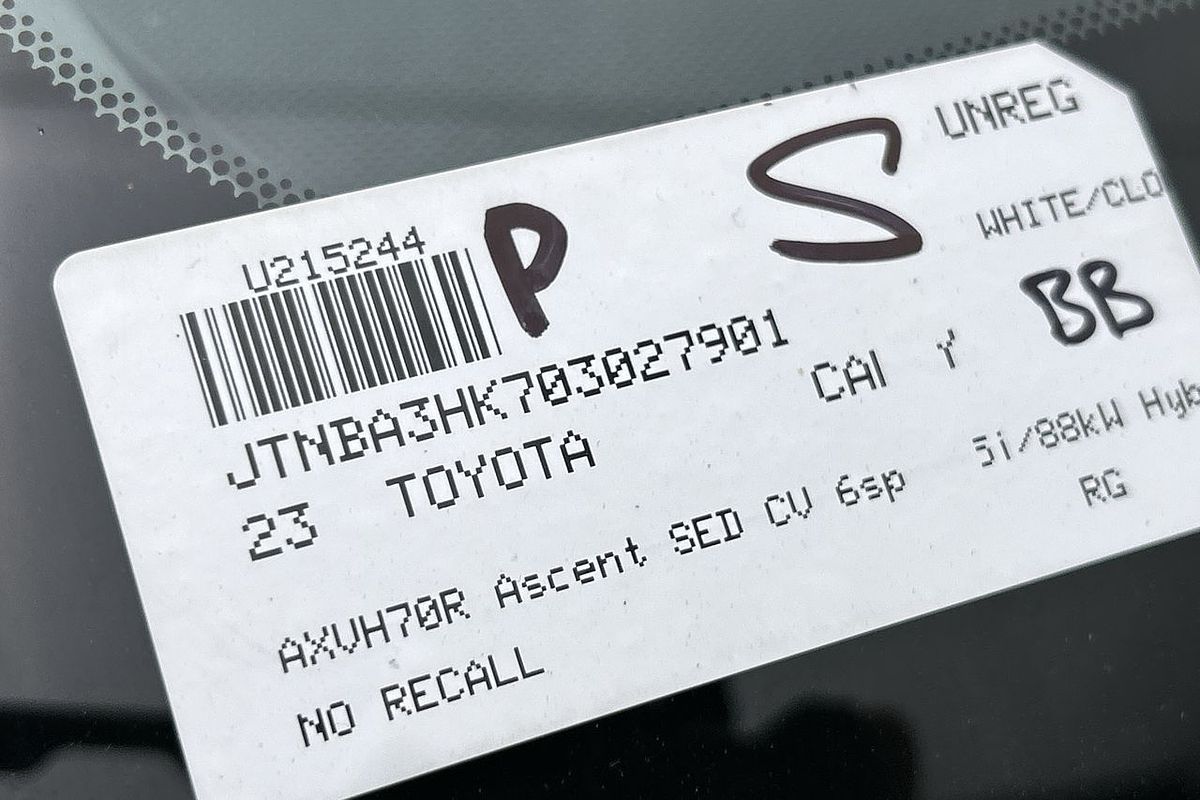 UNREG
P S
WHITE/CLO
U215244
BB
JTNBA3HK703027901
CAI Y
23 TOYOTA
5i/88kW Hyb
AXVH70R Ascent SED CV 6sp
RG
NO RECALL